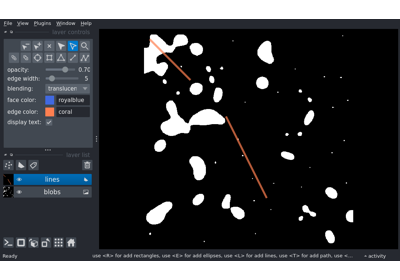 File View Plugins Window Help
layer controls
opacity: 0.70
edge width: 5
blending: translucen
face color: royalblue
edge color: coral
display text:
layer list
lines
blobs
Ready use <R> for add rectangles, use <E> for add ellipses, use <L> for add lines, use <T> for add path, use <... activity